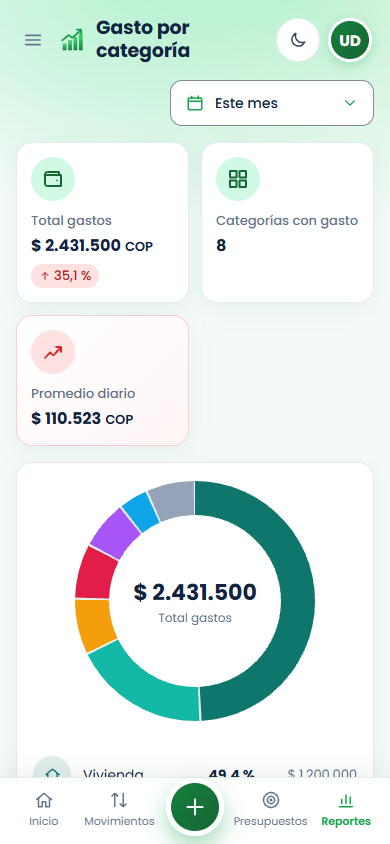 Gasto por
categoría
UD
Este mes
Total gastos
$ 2.431.500 COP
↑ 35,1 %
Categorías con gasto
8
Promedio diario
$ 110.523 COP
$ 2.431.500
Total gastos
Vivienda 49,4 % $ 1.200.000
Inicio
Movimientos
Presupuestos
Reportes